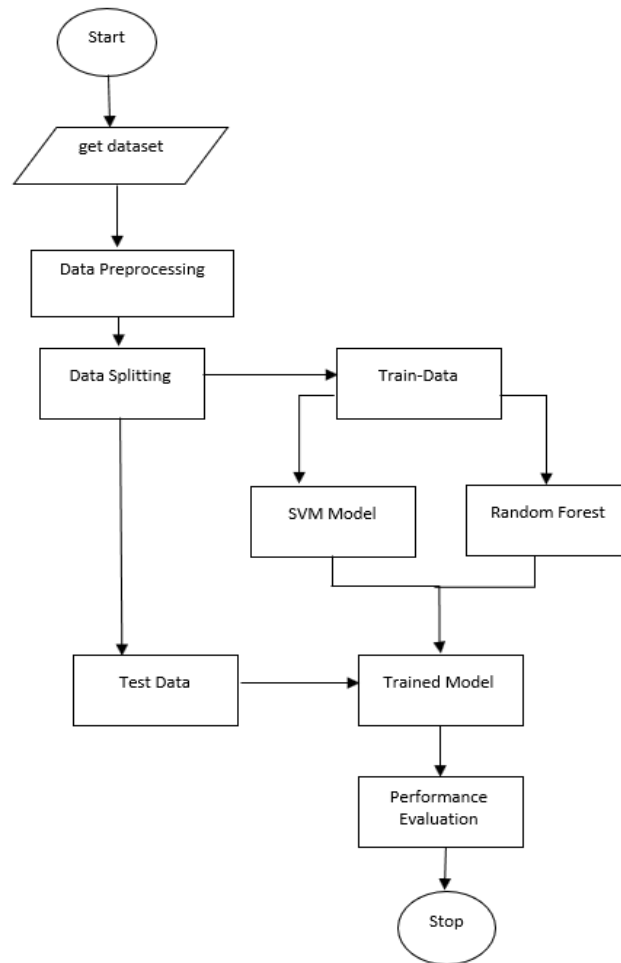 Start
get dataset
Data Preprocessing
Data Splitting
Train-Data
SVM Model
Random Forest
Test Data
Trained Model
Performance
Evaluation
Stop